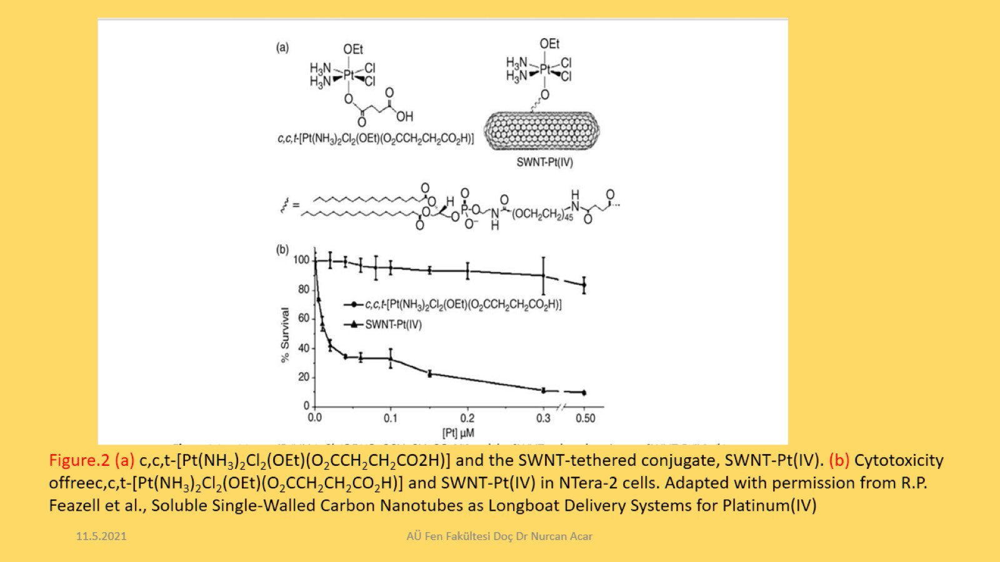 (a)
OEt
H₃N
Cl
Pt
H₃N
Cl
O
O
O
OH
c,c,t-[Pt(NH₃)₂Cl₂(OEt)(O₂CCH₂CH₂CO₂H)]
OEt
H₃N
Cl
Pt
H₃N
Cl
O
SWNT-Pt(IV)
=
O
O
H
O
O
O
P
O
O⁻
O
N
H
O
(OCH₂CH₂)₄₅
H
N
O
O
(b)
% Survival
100
80
60
40
20
0
c,c,t-[Pt(NH₃)₂Cl₂(OEt)(O₂CCH₂CH₂CO₂H)]
SWNT-Pt(IV)
0.0 0.1 0.2 0.3 0.50
[Pt] µM
Figure.2 (a) c,c,t-[Pt(NH₃)₂Cl₂(OEt)(O₂CCH₂CH₂CO2H)] and the SWNT-tethered conjugate, SWNT-Pt(IV). (b) Cytotoxicity
offreec,c,t-[Pt(NH₃)₂Cl₂(OEt)(O₂CCH₂CH₂CO₂H)] and SWNT-Pt(IV) in NTera-2 cells. Adapted with permission from R.P.
Feazell et al., Soluble Single-Walled Carbon Nanotubes as Longboat Delivery Systems for Platinum(IV)
11.5.2021
AÜ Fen Fakültesi Doç Dr Nurcan Acar